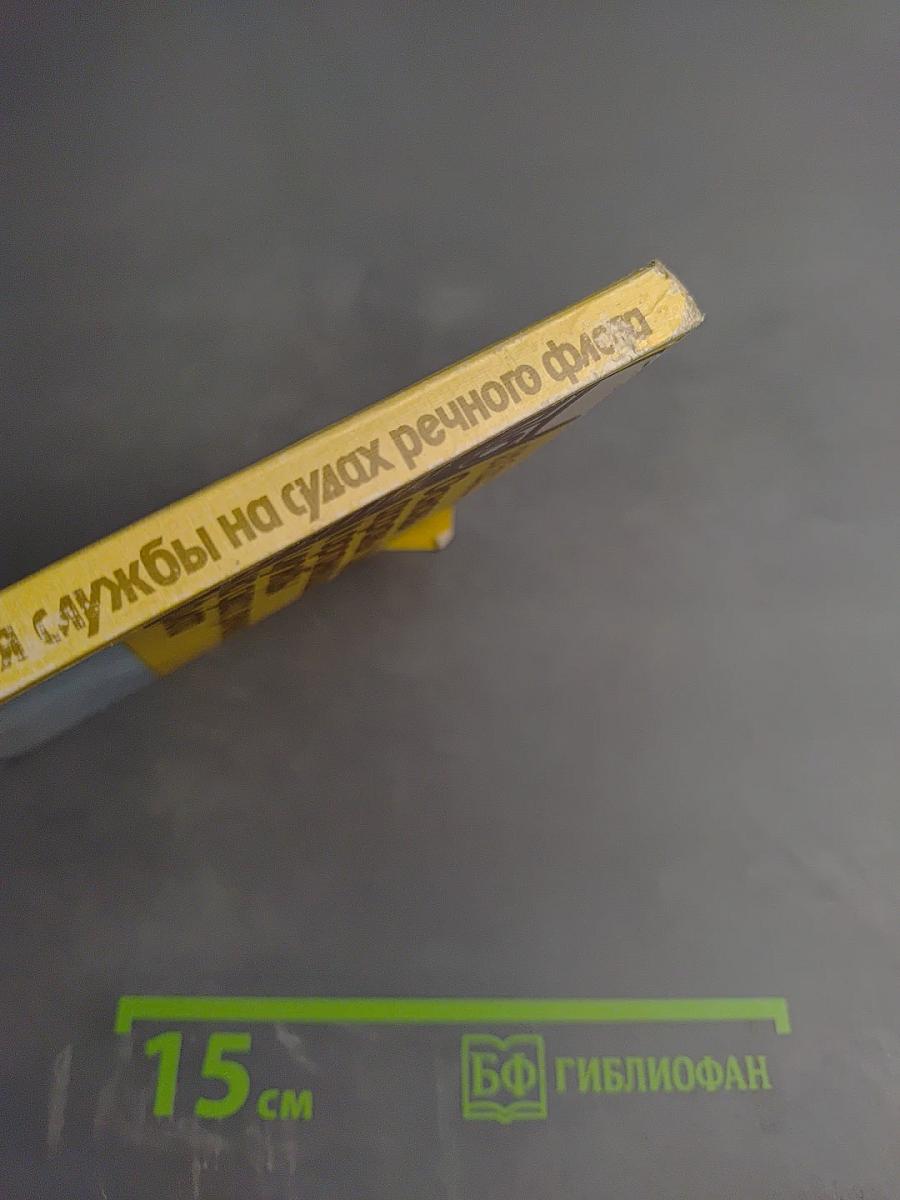 я службы на судах речного флота
15 см
БФ ГИБЛИОФАН